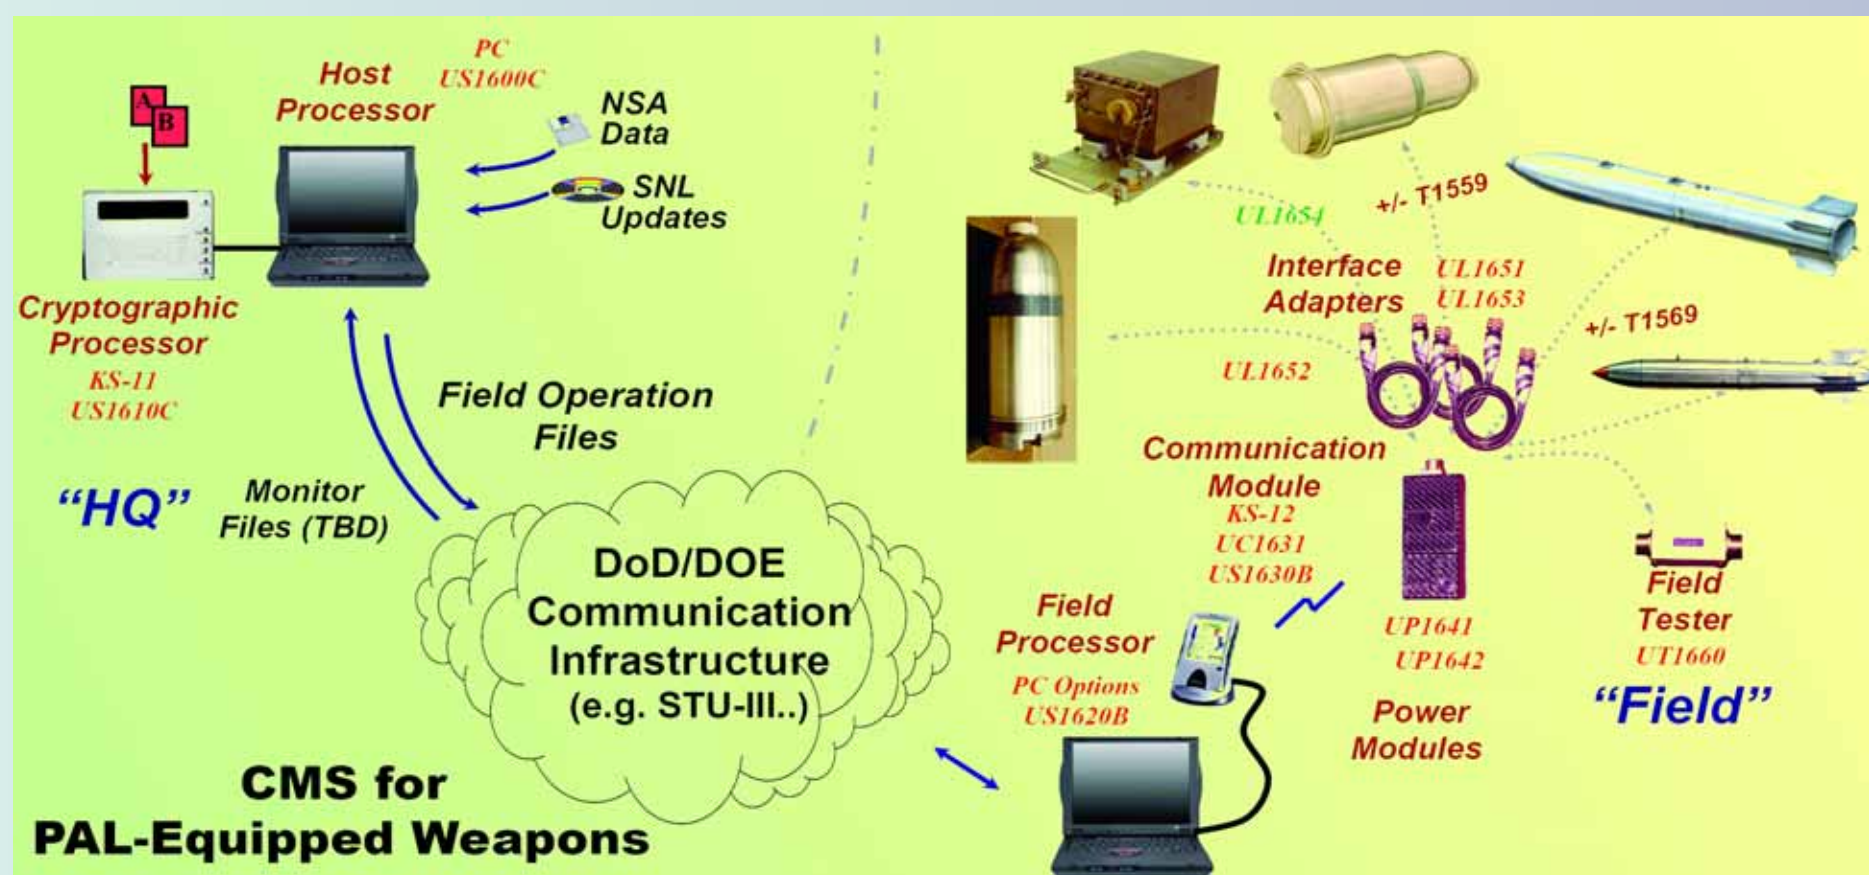 PC
US1600C
Host
Processor
NSA
Data
SNL
Updates
A
B
Cryptographic
Processor
KS-11
US1610C
Field Operation
Files
"HQ"
Monitor
Files (TBD)
DoD/DOE
Communication
Infrastructure
(e.g. STU-III..)
CMS for
PAL-Equipped Weapons
UL1654
+/- T1559
Interface
Adapters
UL1651
UL1653
+/- T1569
UL1652
Communication
Module
KS-12
UC1631
US1630B
Field
Processor
PC Options
US1620B
UP1641
UP1642
Power
Modules
Field
Tester
UT1660
"Field"